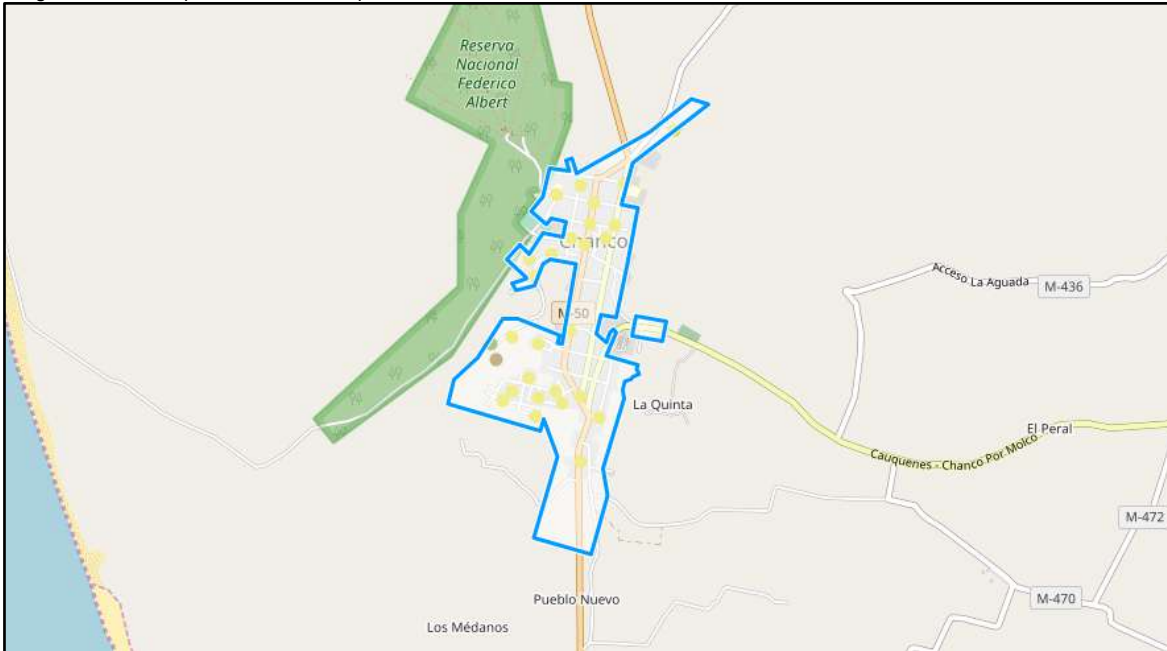 Reserva
Nacional
Federico
Albert
Chanco
Acceso La Aguada
M-436
M-50
La Quinta
El Peral
Cauquenes - Chanco Por Molco
M-472
M-470
Pueblo Nuevo
Los Médanos